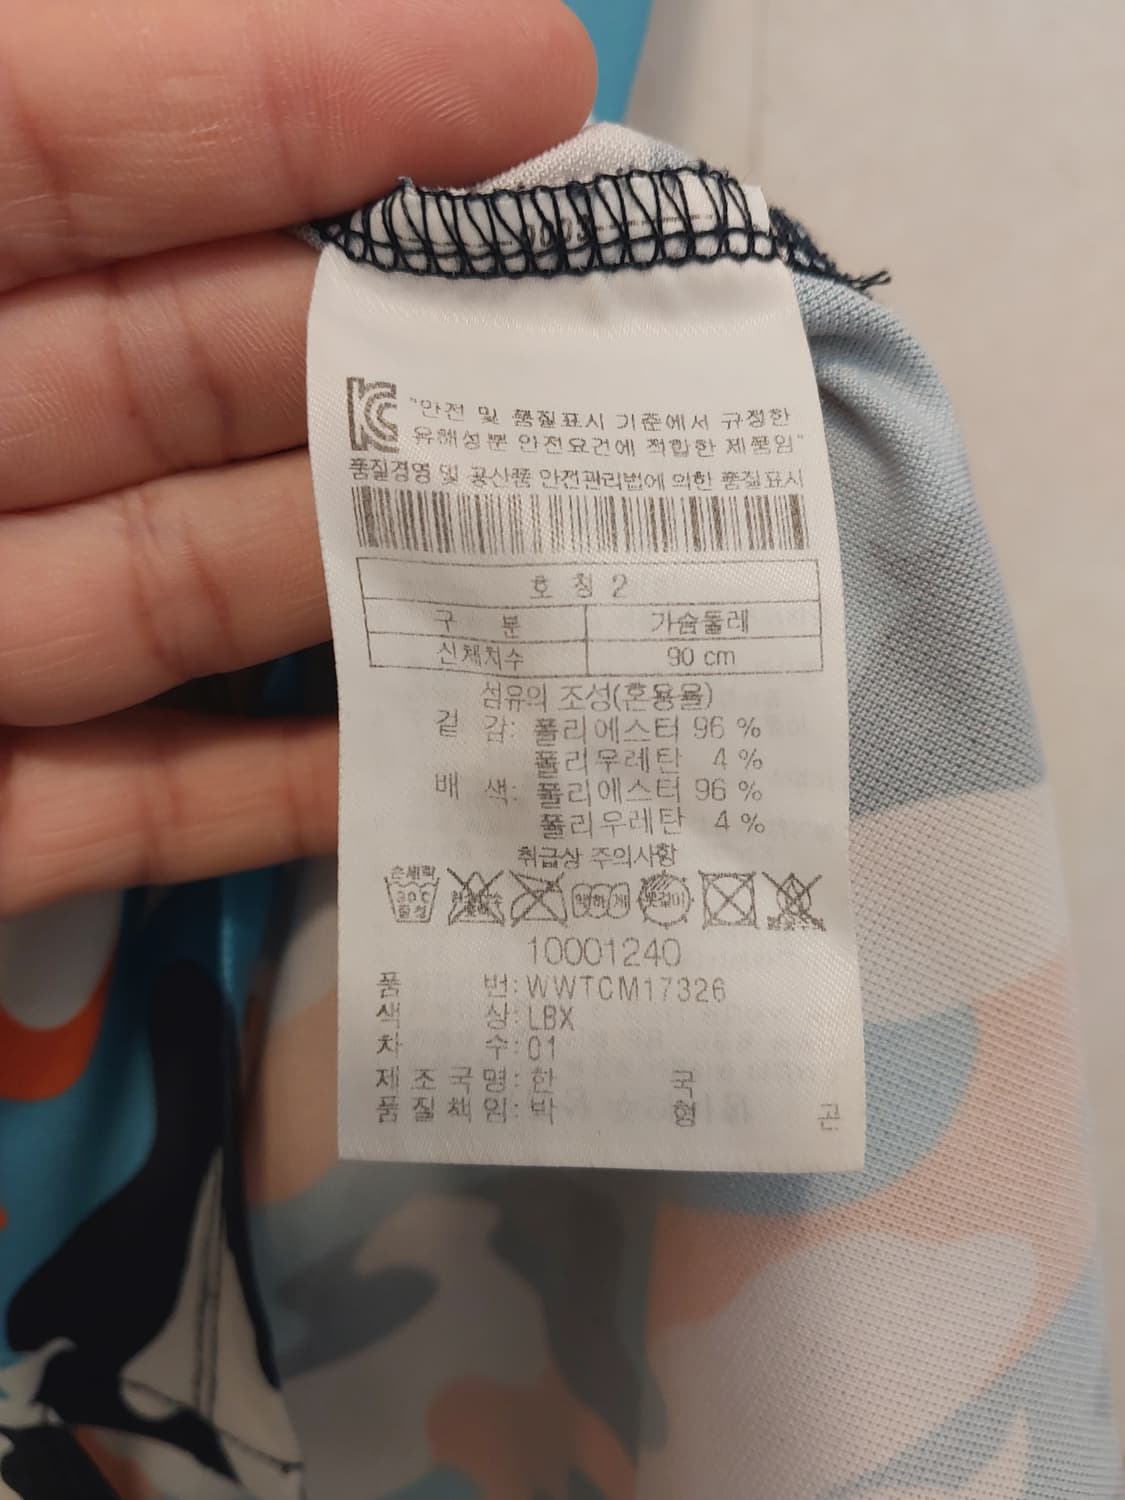 KC "안전 및 품질표시 기준에서 규정한
유해성분 안전요건에 적합한 제품임"
품질경영 및 공산품 안전관리법에 의한 품질표시
호 칭 2
구 분 가슴둘레
신체치수 90 cm
섬유의 조성(혼용율)
겉 감: 폴리에스터 96 %
폴리우레탄 4 %
배 색: 폴리에스터 96 %
폴리우레탄 4 %
취급상 주의사항
손세탁
30℃
중성
약하게
뉘어
10001240
품 번: WWTCM17326
색 상: LBX
차 수: 01
제 조 국 명: 한 국
품 질 책 임: 박 형 곤